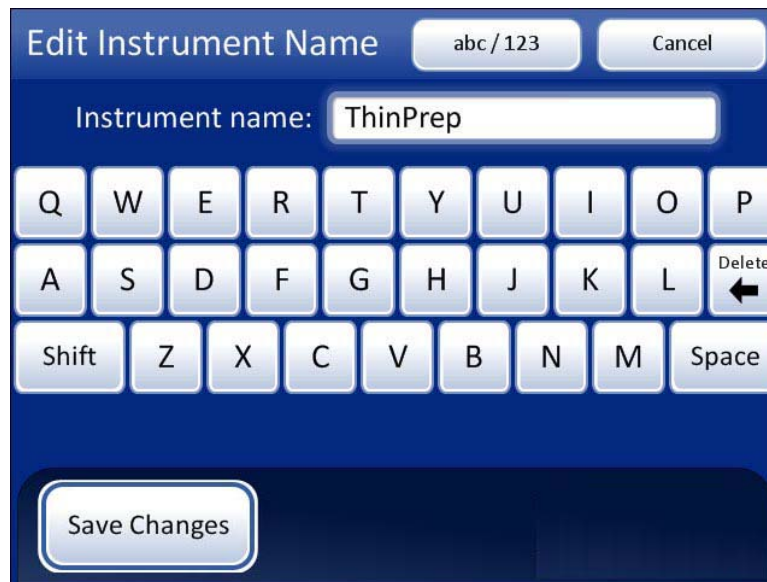 Edit Instrument Name abc / 123 Cancel
Instrument name: ThinPrep
Q W E R T Y U I O P
A S D F G H J K L Delete
Shift Z X C V B N M Space
Save Changes